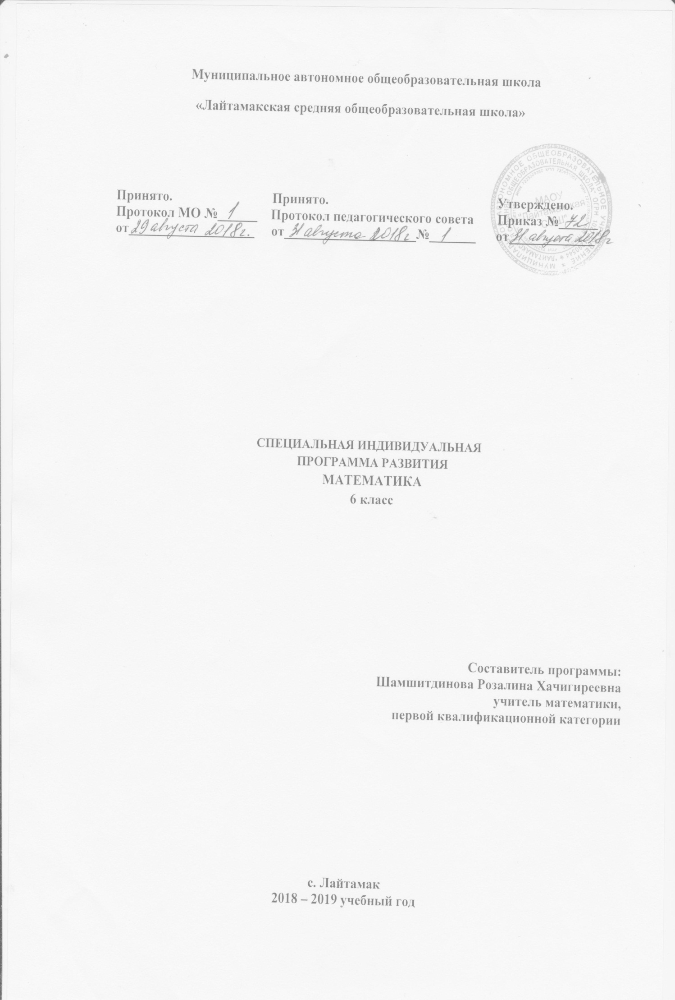 Муниципальное автономное общеобразовательная школа
«Лайтамакская средняя общеобразовательная школа»
Принято.
Протокол МО № 1
от 29 августа 2018г.
Принято.
Протокол педагогического совета
от 31 августа 2018г № 1
Утверждено.
Приказ № 72
от 31 августа 2018г
МАОУ
"Лайтамакская
СОШ"
СПЕЦИАЛЬНАЯ ИНДИВИДУАЛЬНАЯ
ПРОГРАММА РАЗВИТИЯ
МАТЕМАТИКА
6 класс
Составитель программы:
Шамшитдинова Розалина Хачигиреевна
учитель математики,
первой квалификационной категории
с. Лайтамак
2018 – 2019 учебный год